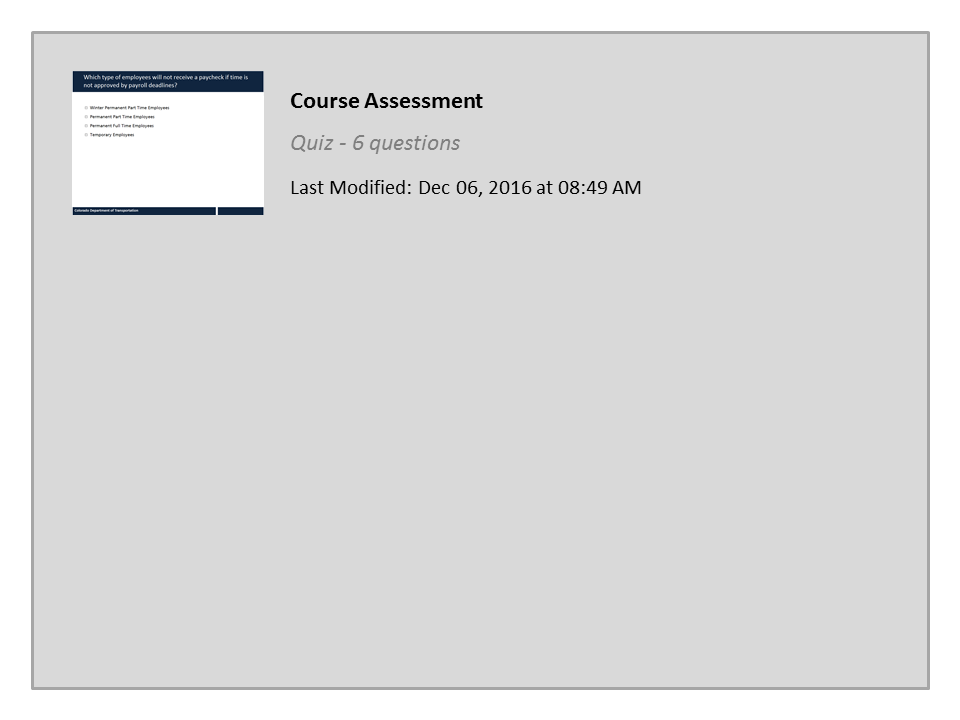 Which type of employees will not receive a paycheck if time is
not approved by payroll deadlines?
Winter Permanent Part Time Employees
Permanent Part Time Employees
Permanent Full Time Employees
Temporary Employees
Colorado Department of Transportation
Course Assessment
Quiz - 6 questions
Last Modified: Dec 06, 2016 at 08:49 AM